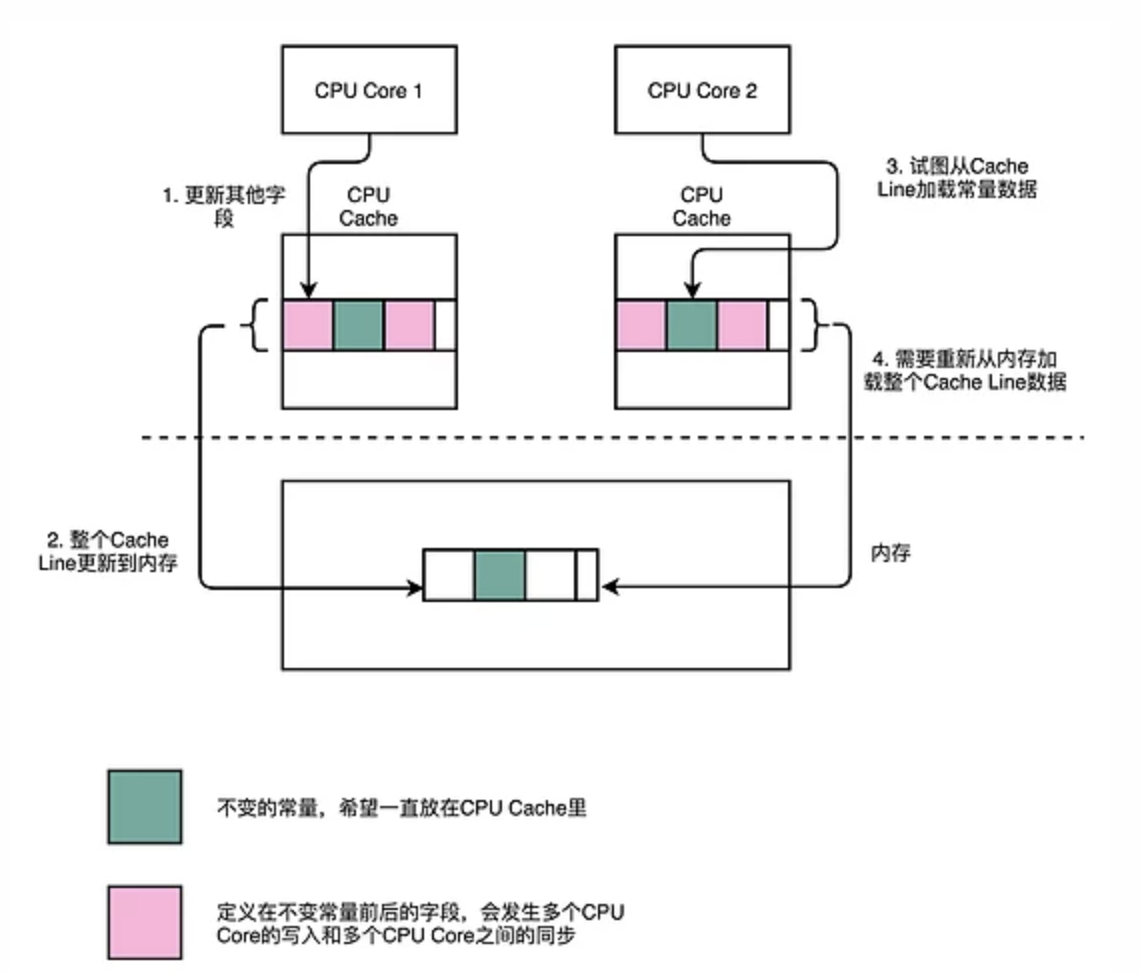 CPU Core 1
CPU Core 2
1. 更新其他字
段
CPU
Cache
CPU
Cache
3. 试图从Cache
Line加载常量数据
4. 需要重新从内存加
载整个Cache Line数据
2. 整个Cache
Line更新到内存
内存
不变的常量，希望一直放在CPU Cache里
定义在不变常量前后的字段，会发生多个CPU
Core的写入和多个CPU Core之间的同步